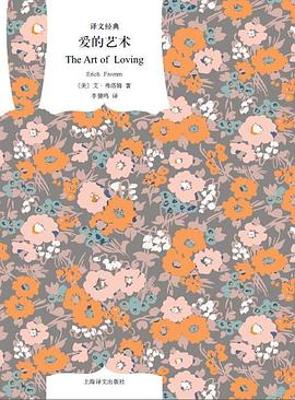 译文经典
爱的艺术
The Art of Loving
Erich Fromm
〔美〕艾·弗洛姆 著
李健鸣 译
上海译文出版社